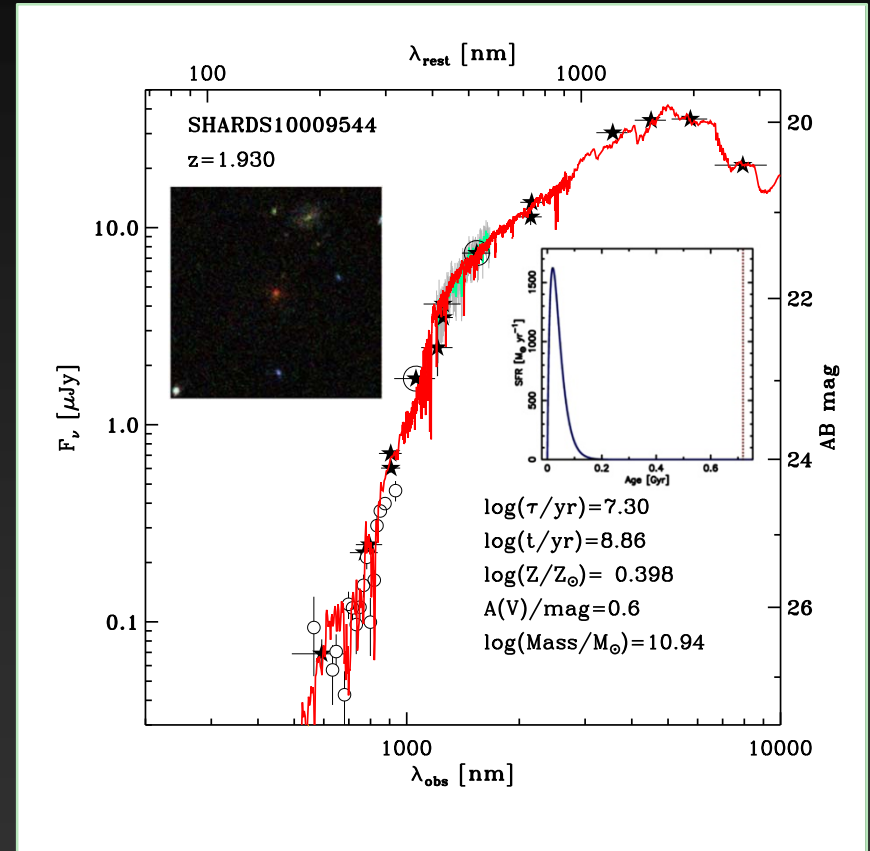 λrest [nm]
100 1000
SHARDS10009544
z=1.930
20
10.0
22
1.0
24
0.1
26
Fν [μJy]
AB mag
SFR [M⊙ yr⁻¹]
1500
1000
500
0
0 0.2 0.4 0.6
Age [Gyr]
log(τ/yr)=7.30
log(t/yr)=8.86
log(Z/Z⊙)= 0.398
A(V)/mag=0.6
log(Mass/M⊙)=10.94
1000 10000
λobs [nm]